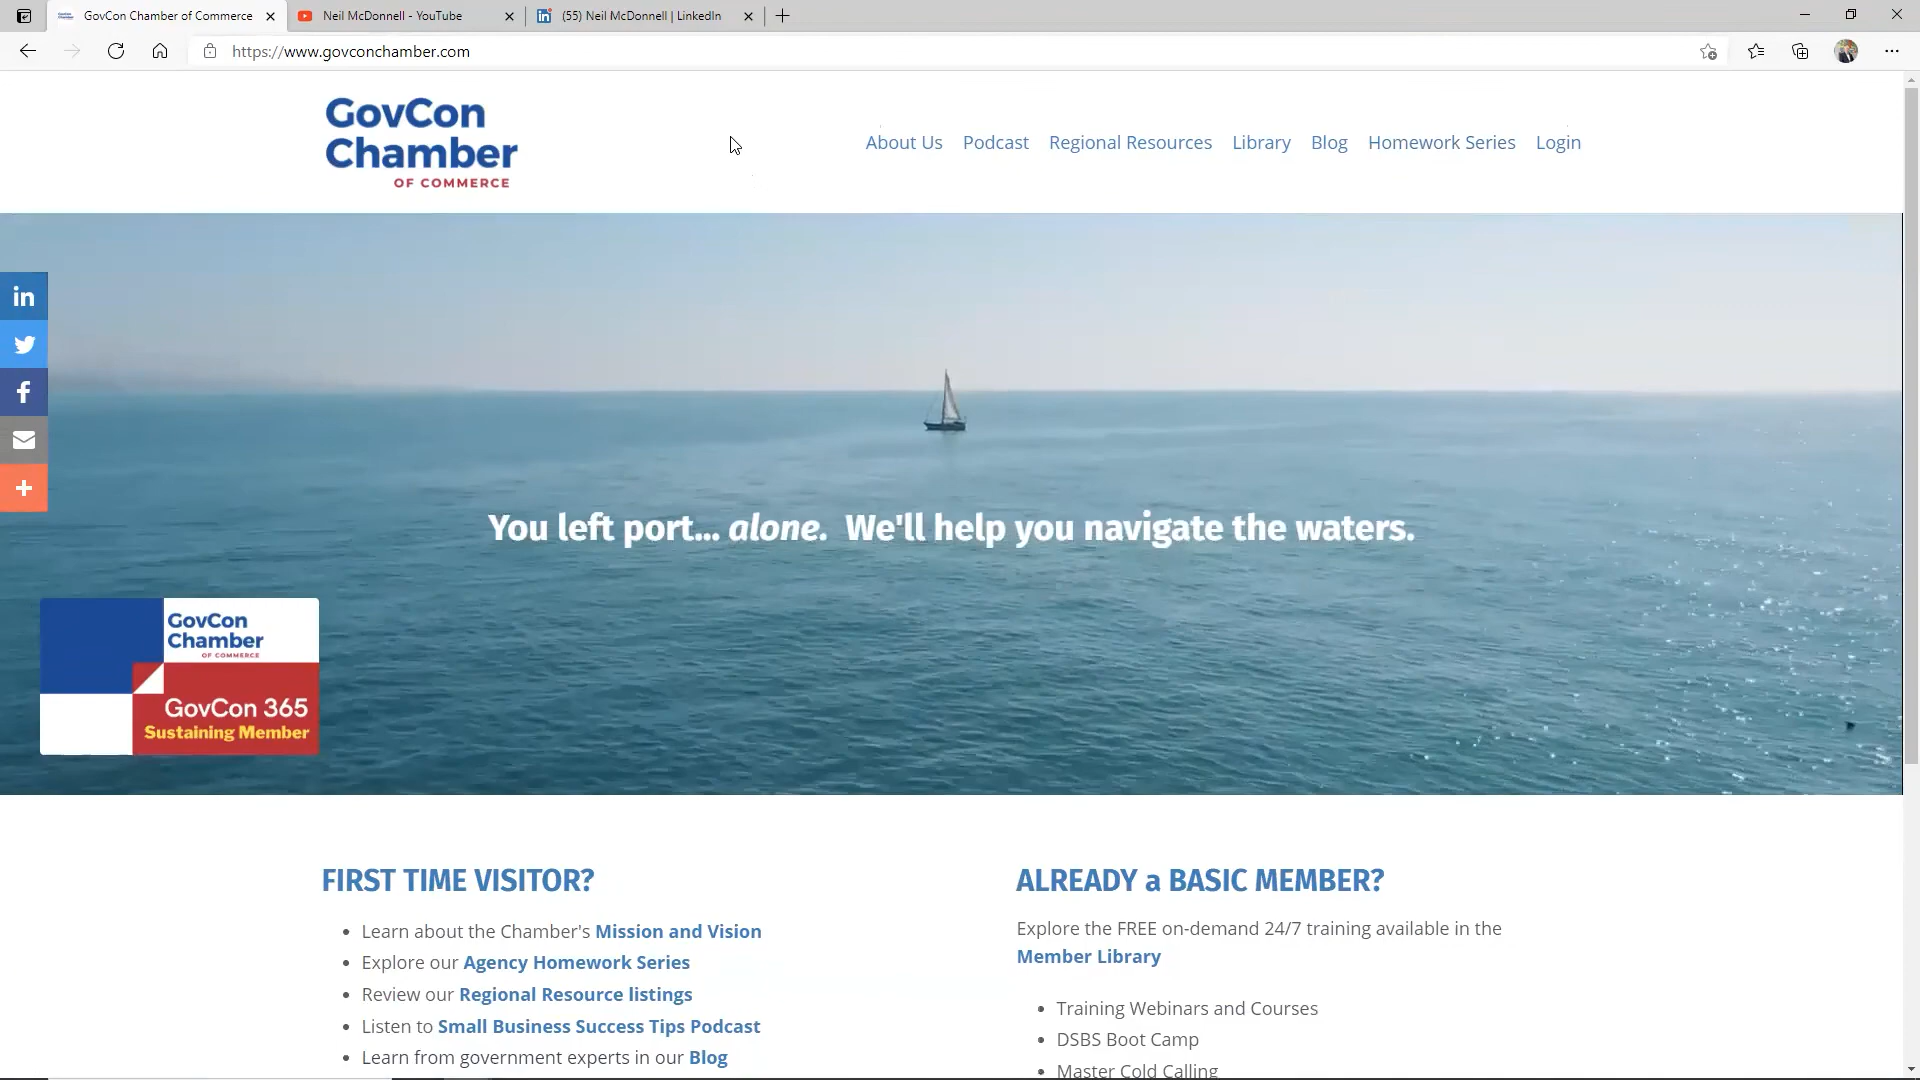 GovCon Chamber of Commerce
Neil McDonnell - YouTube
(55) Neil McDonnell | LinkedIn
https://www.govconchamber.com
GovCon
Chamber
OF COMMERCE
About Us Podcast Regional Resources Library Blog Homework Series Login
in
You left port... alone. We'll help you navigate the waters.
GovCon
Chamber
OF COMMERCE
GovCon 365
Sustaining Member
FIRST TIME VISITOR?
Learn about the Chamber's Mission and Vision
Explore our Agency Homework Series
Review our Regional Resource listings
Listen to Small Business Success Tips Podcast
Learn from government experts in our Blog
ALREADY a BASIC MEMBER?
Explore the FREE on-demand 24/7 training available in the
Member Library
Training Webinars and Courses
DSBS Boot Camp
Master Cold Calling